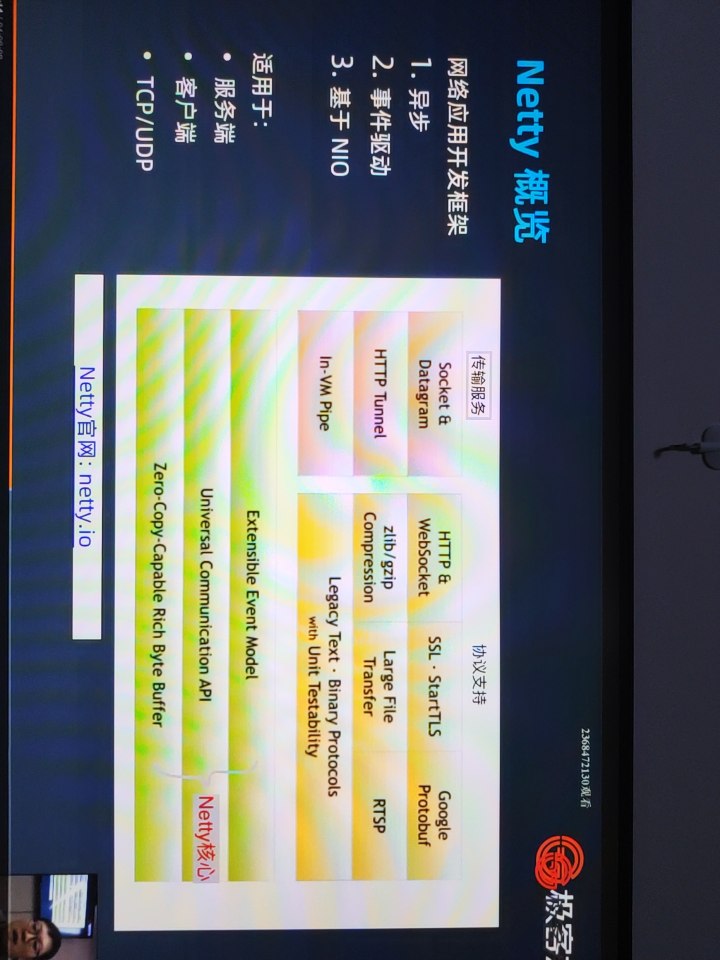 2368472130观看
极客
Netty 概览
网络应用开发框架
1. 异步
2. 事件驱动
3. 基于 NIO
适用于:
• 服务端
• 客户端
• TCP/UDP
传输服务
Socket &
Datagram
HTTP Tunnel
In-VM Pipe
协议支持
HTTP &
WebSocket
SSL · StartTLS
Google
Protobuf
zlib/gzip
Compression
Large File
Transfer
RTSP
Legacy Text · Binary Protocols
with Unit Testability
Extensible Event Model
Universal Communication API
Zero-Copy-Capable Rich Byte Buffer
Netty核心
Netty官网: netty.io